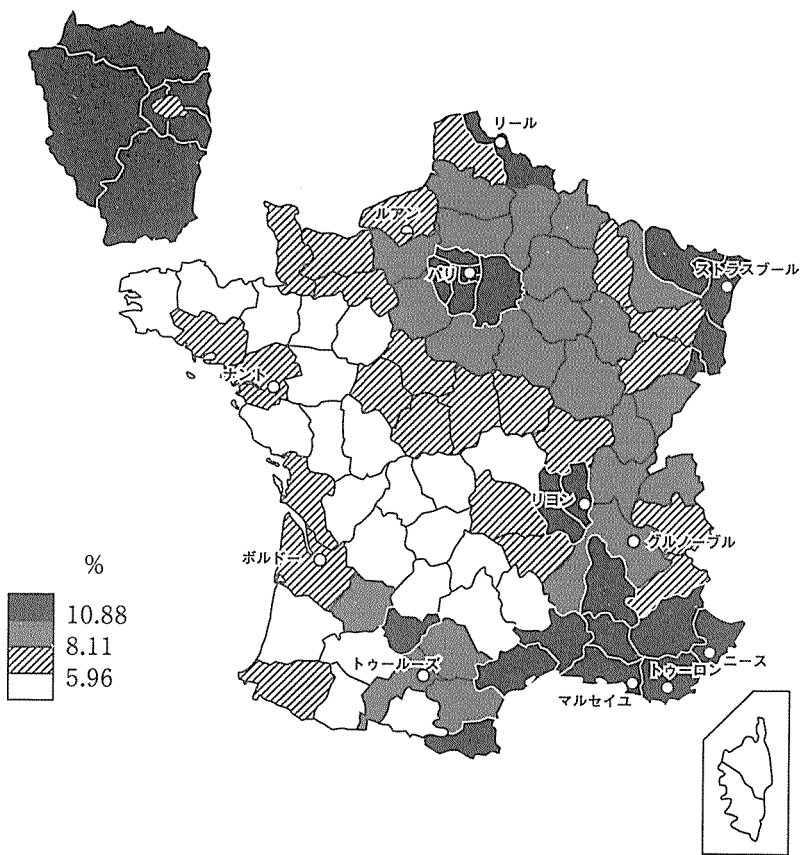 リール
ルアン
パリ
ストラスブール
ナント
リヨン
グルノーブル
ボルドー
%
10.88
8.11
5.96
トゥールーズ
ニース
トゥーロン
マルセイユ